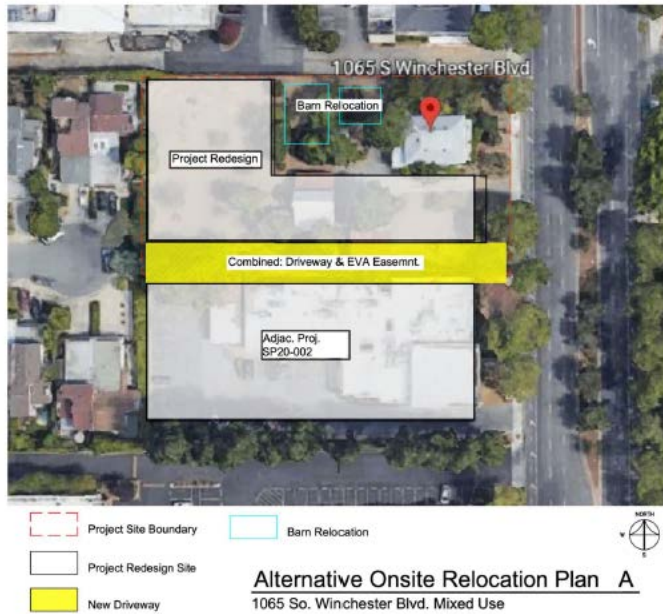 1065 S Winchester Blvd
Barn Relocation
Project Redesign
Combined: Driveway & EVA Easemnt.
Adjac. Proj.
SP20-002
Project Site Boundary
Barn Relocation
Project Redesign Site
New Driveway
NORTH
W
S
Alternative Onsite Relocation Plan A
1065 So. Winchester Blvd. Mixed Use